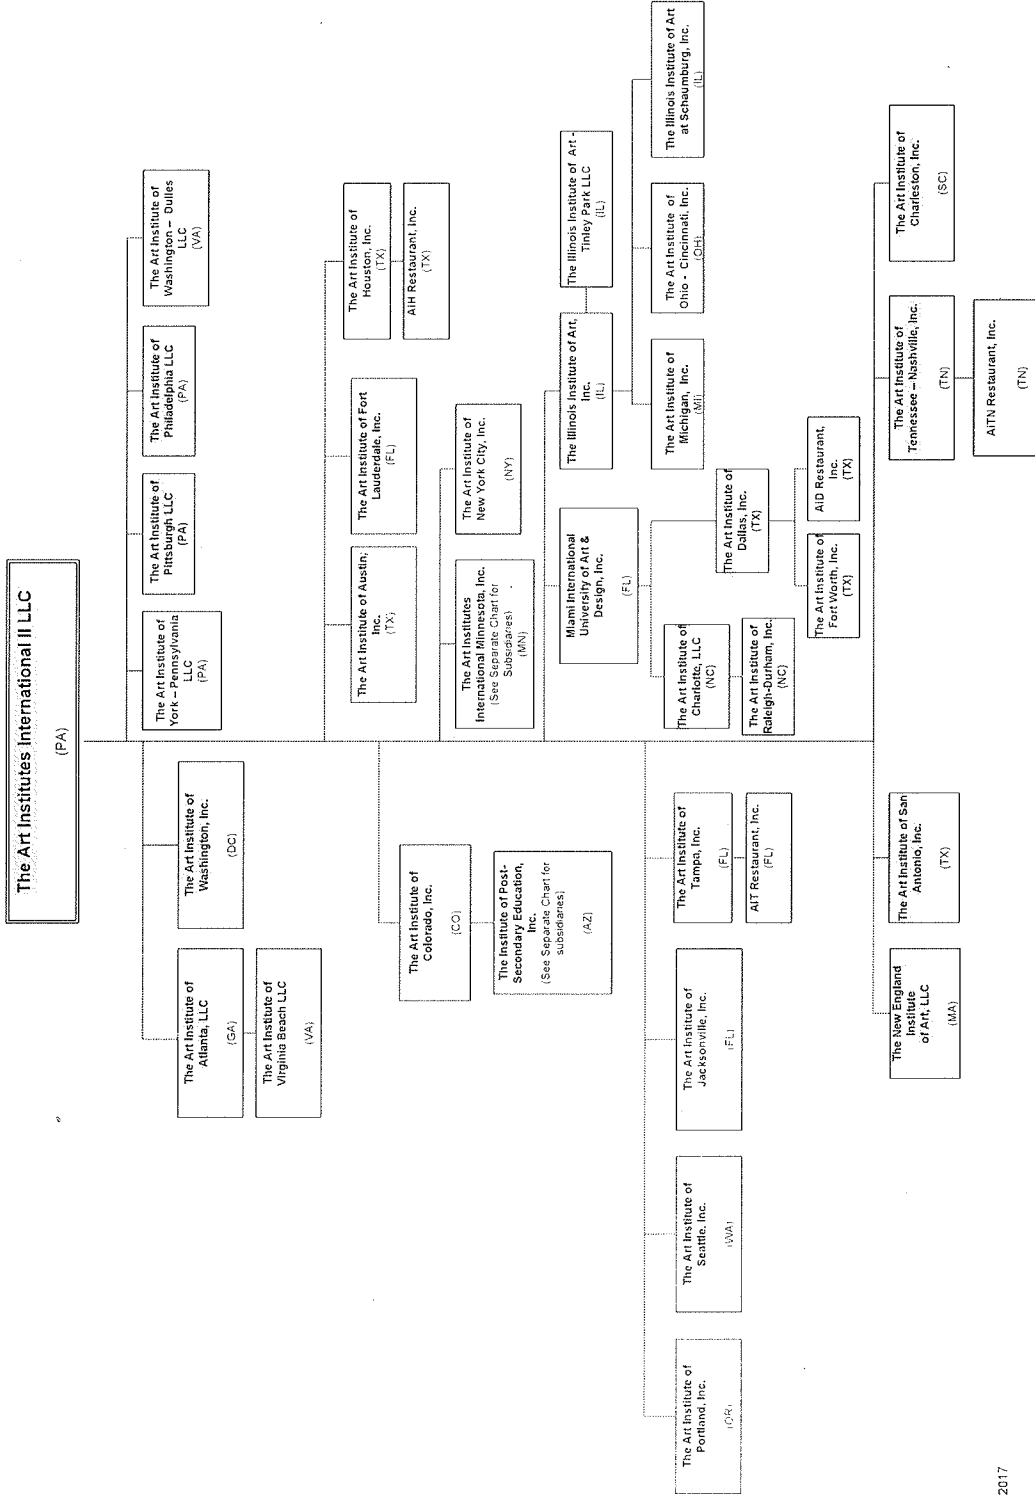 The Art Institutes International II LLC
(PA)
The Art Institute of
York – Pennsylvania
LLC
(PA)
The Art Institute of
Pittsburgh LLC
(PA)
The Art Institute of
Philadelphia LLC
(PA)
The Art Institute of
Washington – Dulles
LLC
(VA)
The Art Institute of
Atlanta, LLC
(GA)
The Art Institute of
Virginia Beach LLC
(VA)
The Art Institute of
Washington, Inc.
(DC)
The Art Institute of Austin,
Inc.
(TX)
The Art Institute of Fort
Lauderdale, Inc.
(FL)
The Art Institute of
Houston, Inc.
(TX)
AiH Restaurant, Inc.
(TX)
The Art Institute of
Colorado, Inc.
(CO)
The Institute of Post-
Secondary Education,
Inc.
(See Separate Chart for
subsidiaries)
(AZ)
The Art Institutes
International Minnesota, Inc.
(See Separate Chart for
Subsidiaries)
(MN)
The Art Institute of
New York City, Inc.
(NY)
Miami International
University of Art &
Design, Inc.
(FL)
The Illinois Institute of Art,
Inc.
(IL)
The Illinois Institute of Art -
Tinley Park LLC
(IL)
The Art Institute of
Michigan, Inc.
(MI)
The Art Institute of
Ohio - Cincinnati, Inc.
(OH)
The Illinois Institute of Art
at Schaumburg, Inc.
(IL)
The Art Institute of
Charlotte, LLC
(NC)
The Art Institute of
Raleigh-Durham, Inc.
(NC)
The Art Institute of
Dallas, Inc.
(TX)
The Art Institute of
Fort Worth, Inc.
(TX)
AiD Restaurant,
Inc.
(TX)
The Art Institute of
Portland, Inc.
(OR)
The Art Institute of
Seattle, Inc.
(WA)
The Art Institute of
Jacksonville, Inc.
(FL)
The Art Institute of
Tampa, Inc.
(FL)
AIT Restaurant, Inc.
(FL)
The New England
Institute
of Art, LLC
(MA)
The Art Institute of San
Antonio, Inc.
(TX)
The Art Institute of
Tennessee – Nashville, Inc.
(TN)
AiTN Restaurant, Inc.
(TN)
The Art Institute of
Charleston, Inc.
(SC)
2017